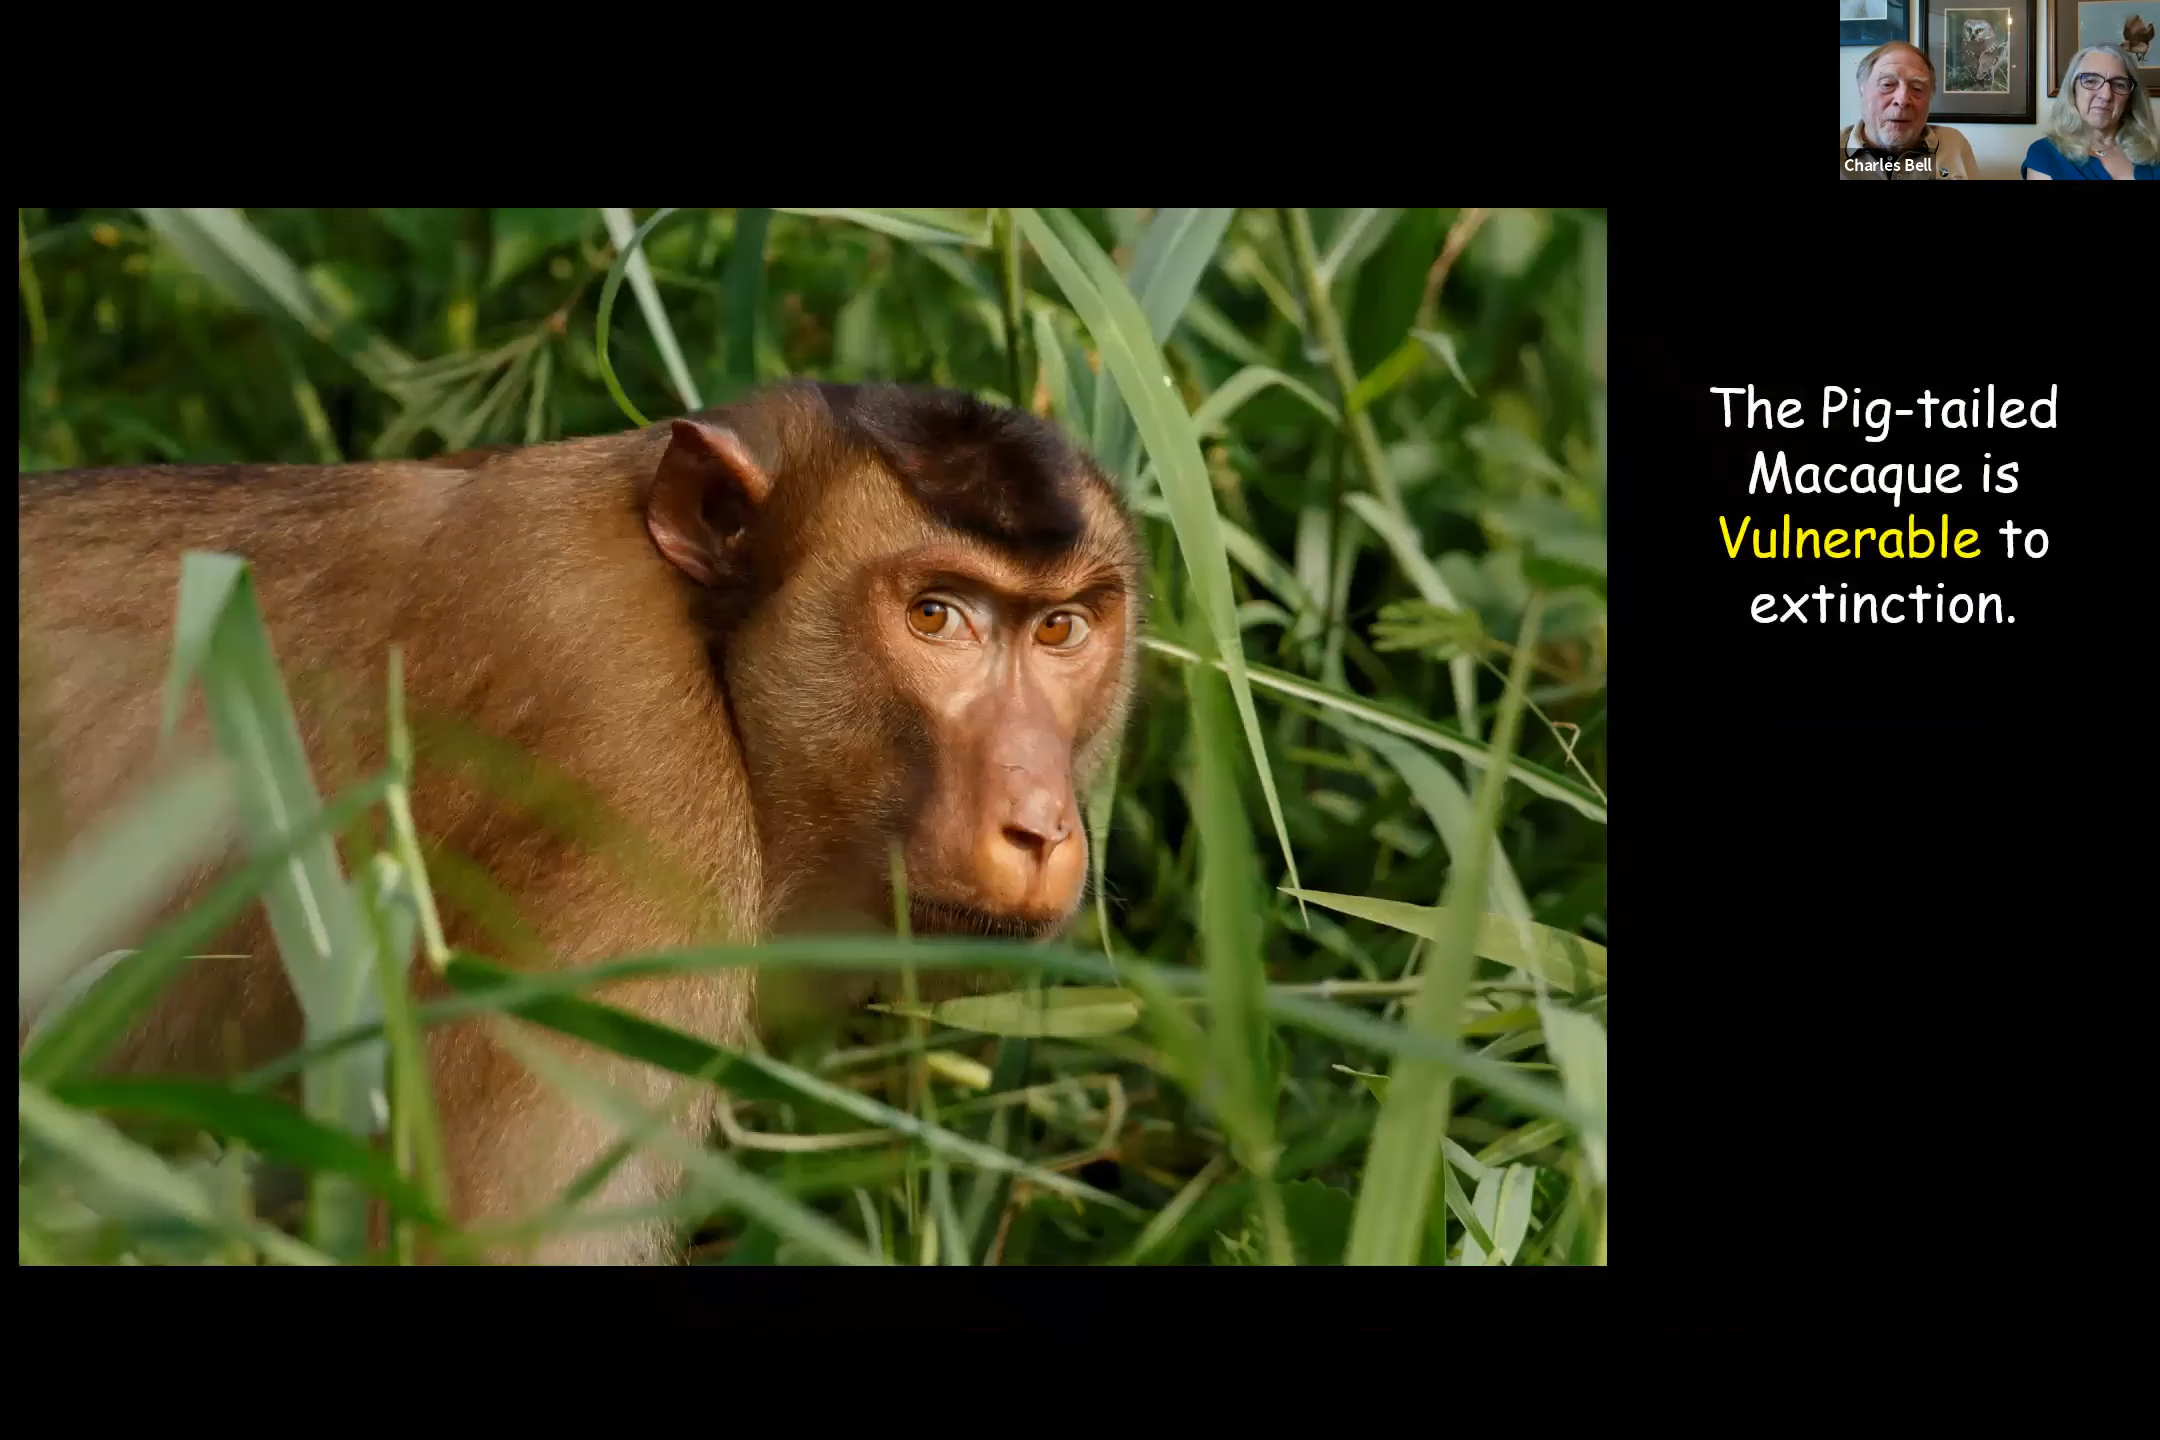 Charles Bell
The Pig-tailed
Macaque is
Vulnerable to
extinction.